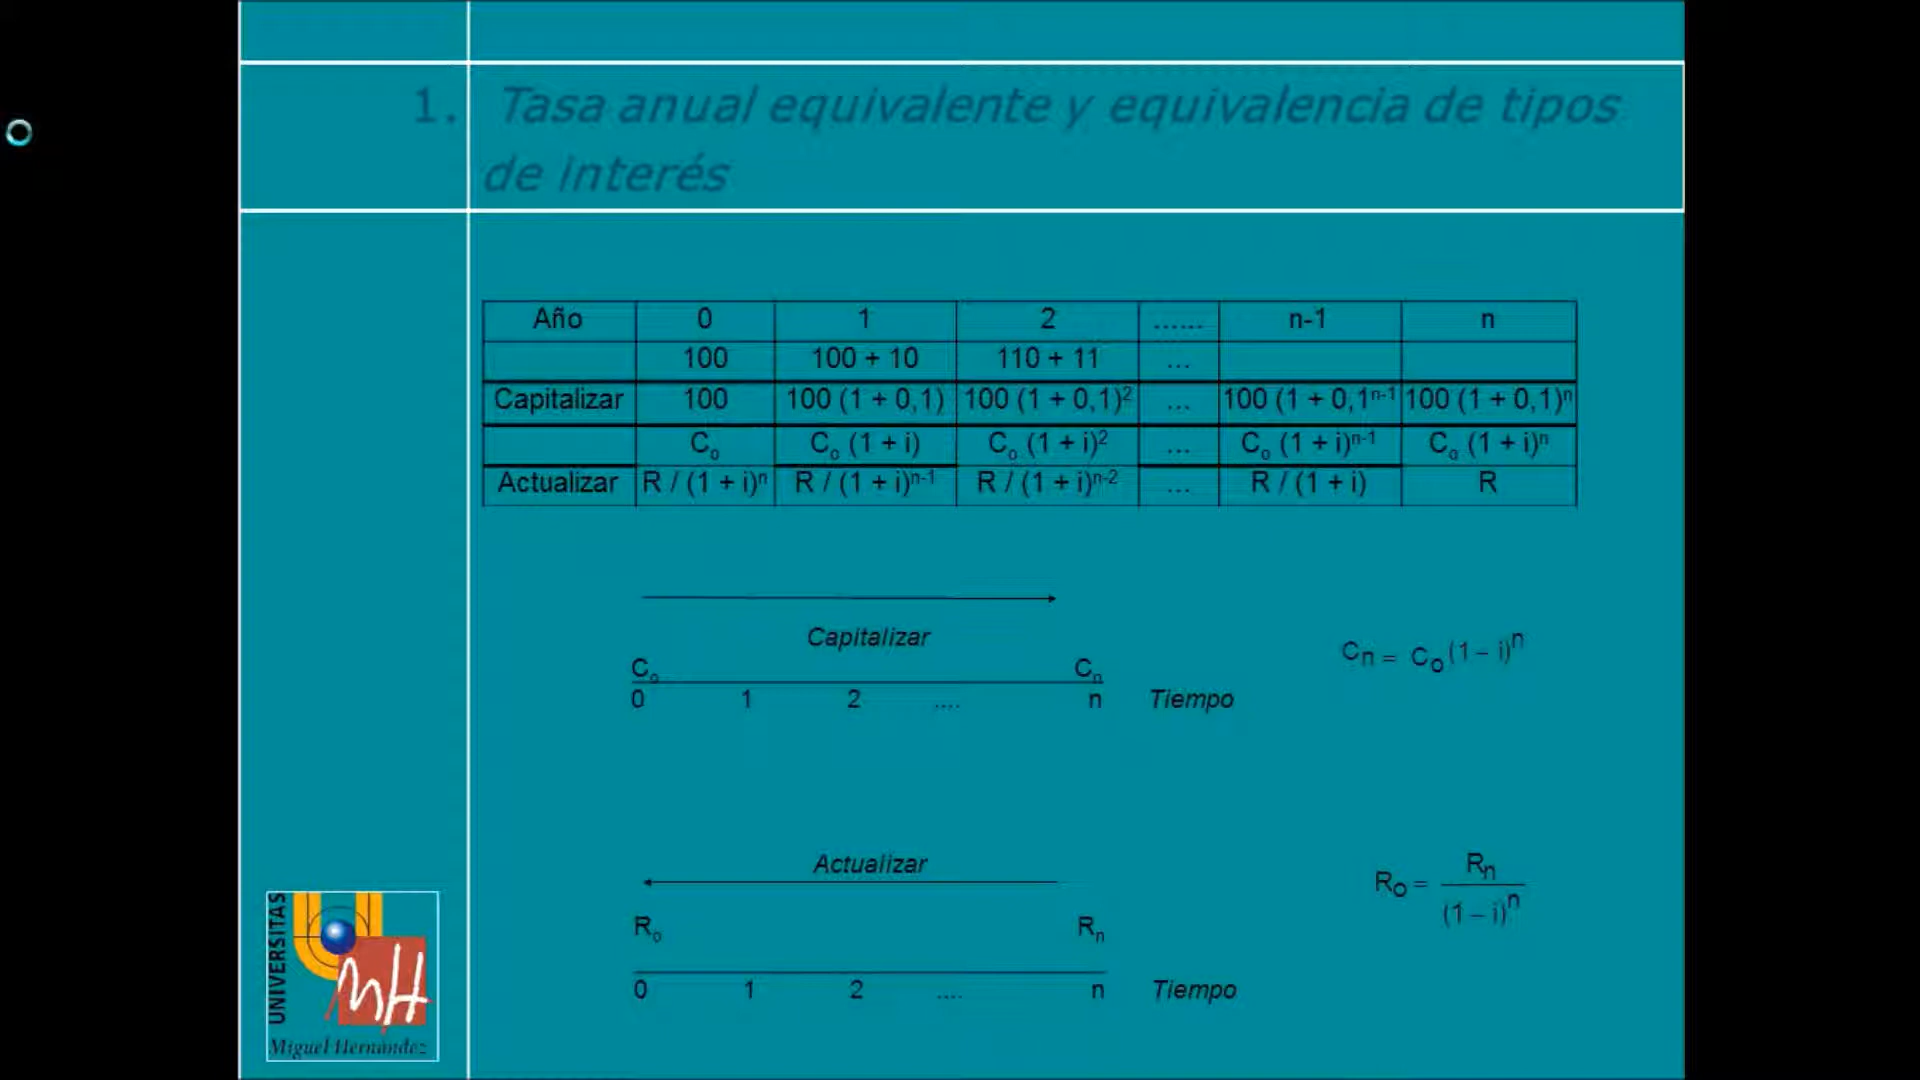 1. Tasa anual equivalente y equivalencia de tipos
de interés
Año 0 1 2 ...... n-1 n
100 100 + 10 110 + 11 ...
Capitalizar 100 100 (1 + 0,1) 100 (1 + 0,1)² ... 100 (1 + 0,1ⁿ⁻¹ 100 (1 + 0,1)ⁿ
Cₒ Cₒ (1 + i) Cₒ (1 + i)² ... Cₒ (1 + i)ⁿ⁻¹ Cₒ (1 + i)ⁿ
Actualizar R / (1 + i)ⁿ R / (1 + i)ⁿ⁻¹ R / (1 + i)ⁿ⁻² ... R / (1 + i) R
Capitalizar
Cₒ Cₙ
0 1 2 .... n Tiempo
Cₙ = Cₒ (1 – i)ⁿ
Actualizar
Rₒ Rₙ
0 1 2 .... n Tiempo
Rₒ = Rₙ
(1 – i)ⁿ
UNIVERSITAS
MH
Miguel Hernández